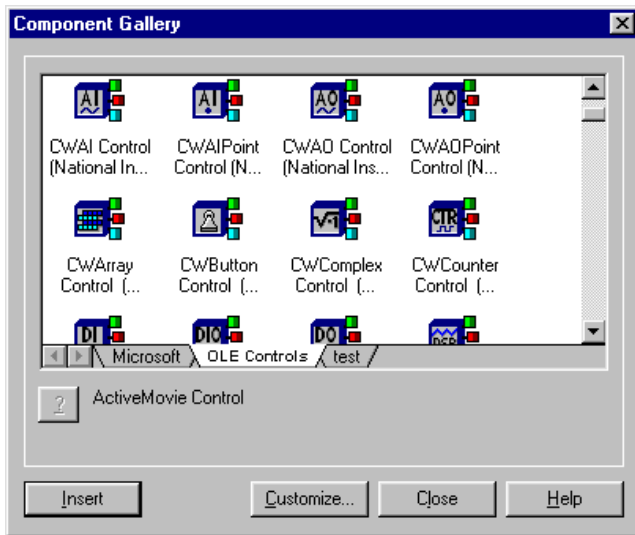 Component Gallery
AI AI AO AO
CWAI Control CWAIPoint CWAO Control CWAOPoint
(National In... Control (N... (National Ins... Control (N...
√-1 CTR
CWArray CWButton CWComplex CWCounter
Control (... Control (... Control (... Control (...
DI DIO DO DSP
Microsoft OLE Controls test
? ActiveMovie Control
Insert Customize... Close Help